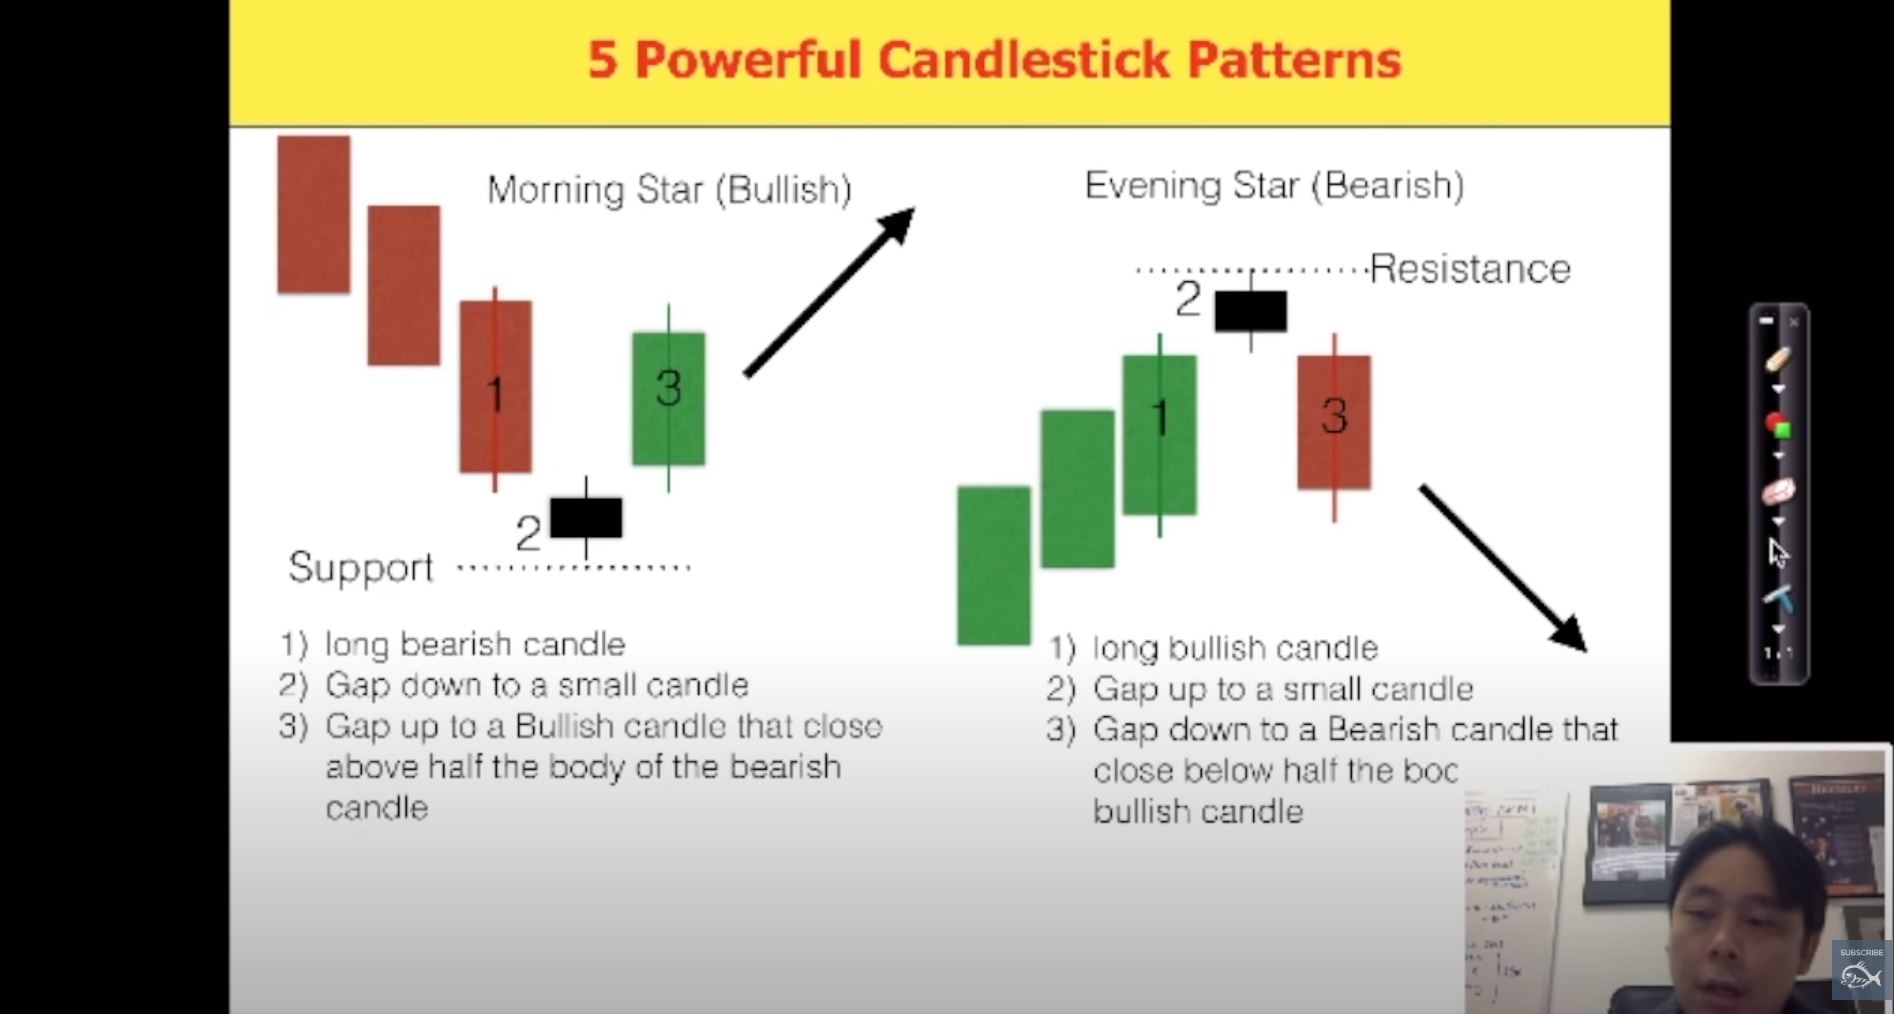 5 Powerful Candlestick Patterns
Morning Star (Bullish)
1
2
3
Support
1) long bearish candle
2) Gap down to a small candle
3) Gap up to a Bullish candle that close
above half the body of the bearish
candle
Evening Star (Bearish)
Resistance
2
1
3
1) long bullish candle
2) Gap up to a small candle
3) Gap down to a Bearish candle that
close below half the
bullish candle
SUBSCRIBE